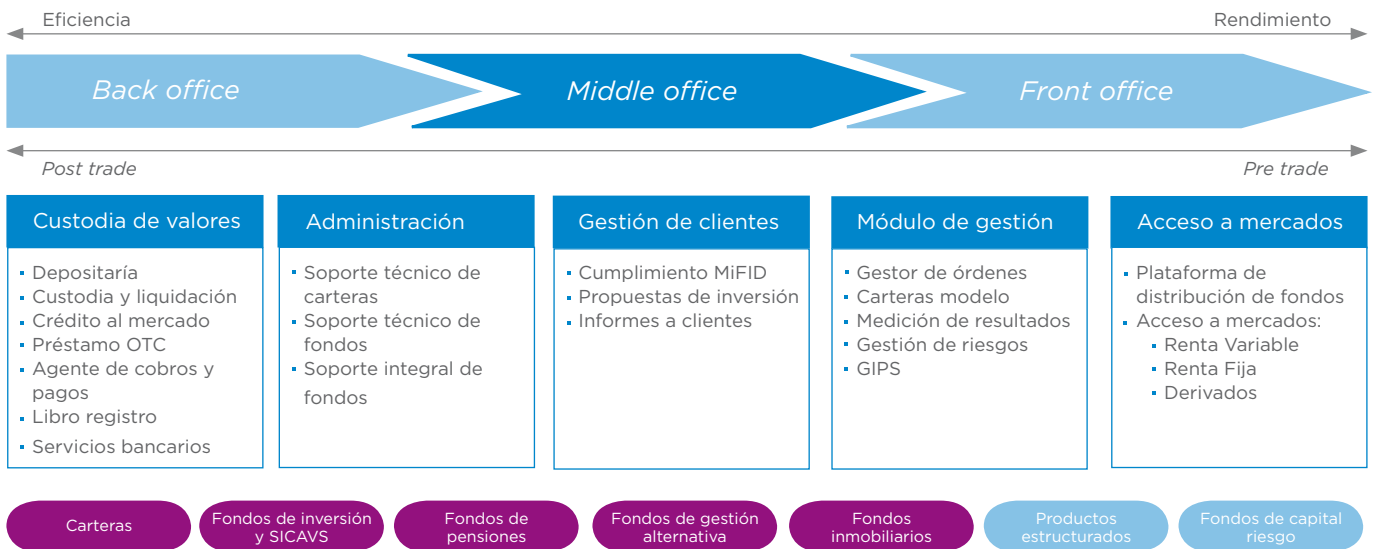 Eficiencia
Rendimiento
Back office
Middle office
Front office
Post trade
Pre trade
Custodia de valores
Depositaría
Custodia y liquidación
Crédito al mercado
Préstamo OTC
Agente de cobros y
pagos
Libro registro
Servicios bancarios
Administración
Soporte técnico de
carteras
Soporte técnico de
fondos
Soporte integral de
fondos
Gestión de clientes
Cumplimiento MiFID
Propuestas de inversión
Informes a clientes
Módulo de gestión
Gestor de órdenes
Carteras modelo
Medición de resultados
Gestión de riesgos
GIPS
Acceso a mercados
Plataforma de
distribución de fondos
Acceso a mercados:
Renta Variable
Renta Fija
Derivados
Carteras
Fondos de inversión
y SICAVS
Fondos de
pensiones
Fondos de gestión
alternativa
Fondos
inmobiliarios
Productos
estructurados
Fondos de capital
riesgo